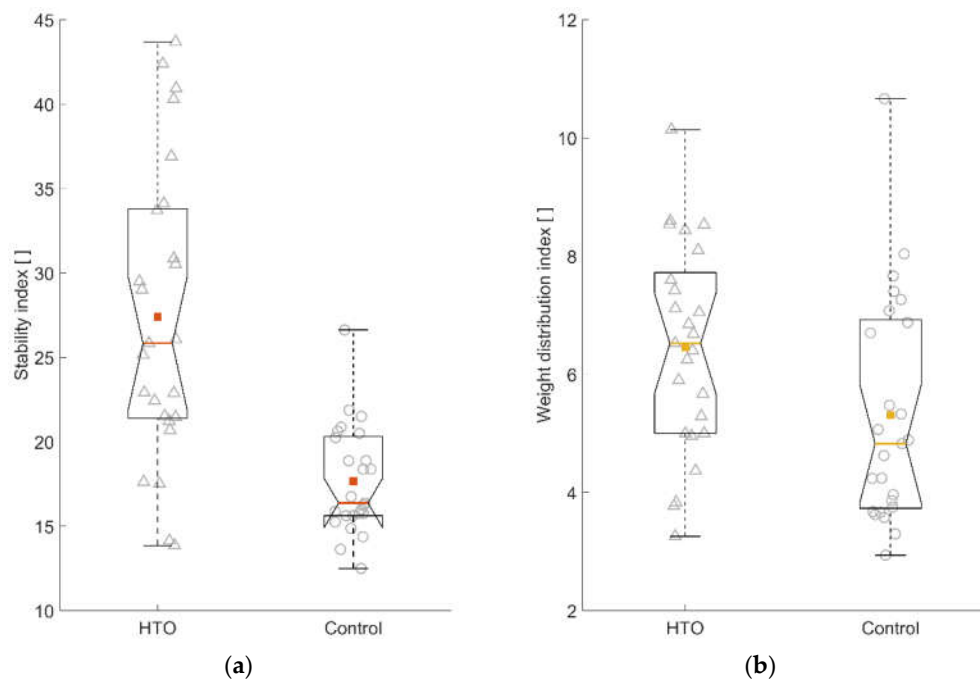 45
40
35
30
25
20
15
10
Stability index [ ]
HTO
Control
(a)
12
10
8
6
4
2
Weight distribution index [ ]
HTO
Control
(b)